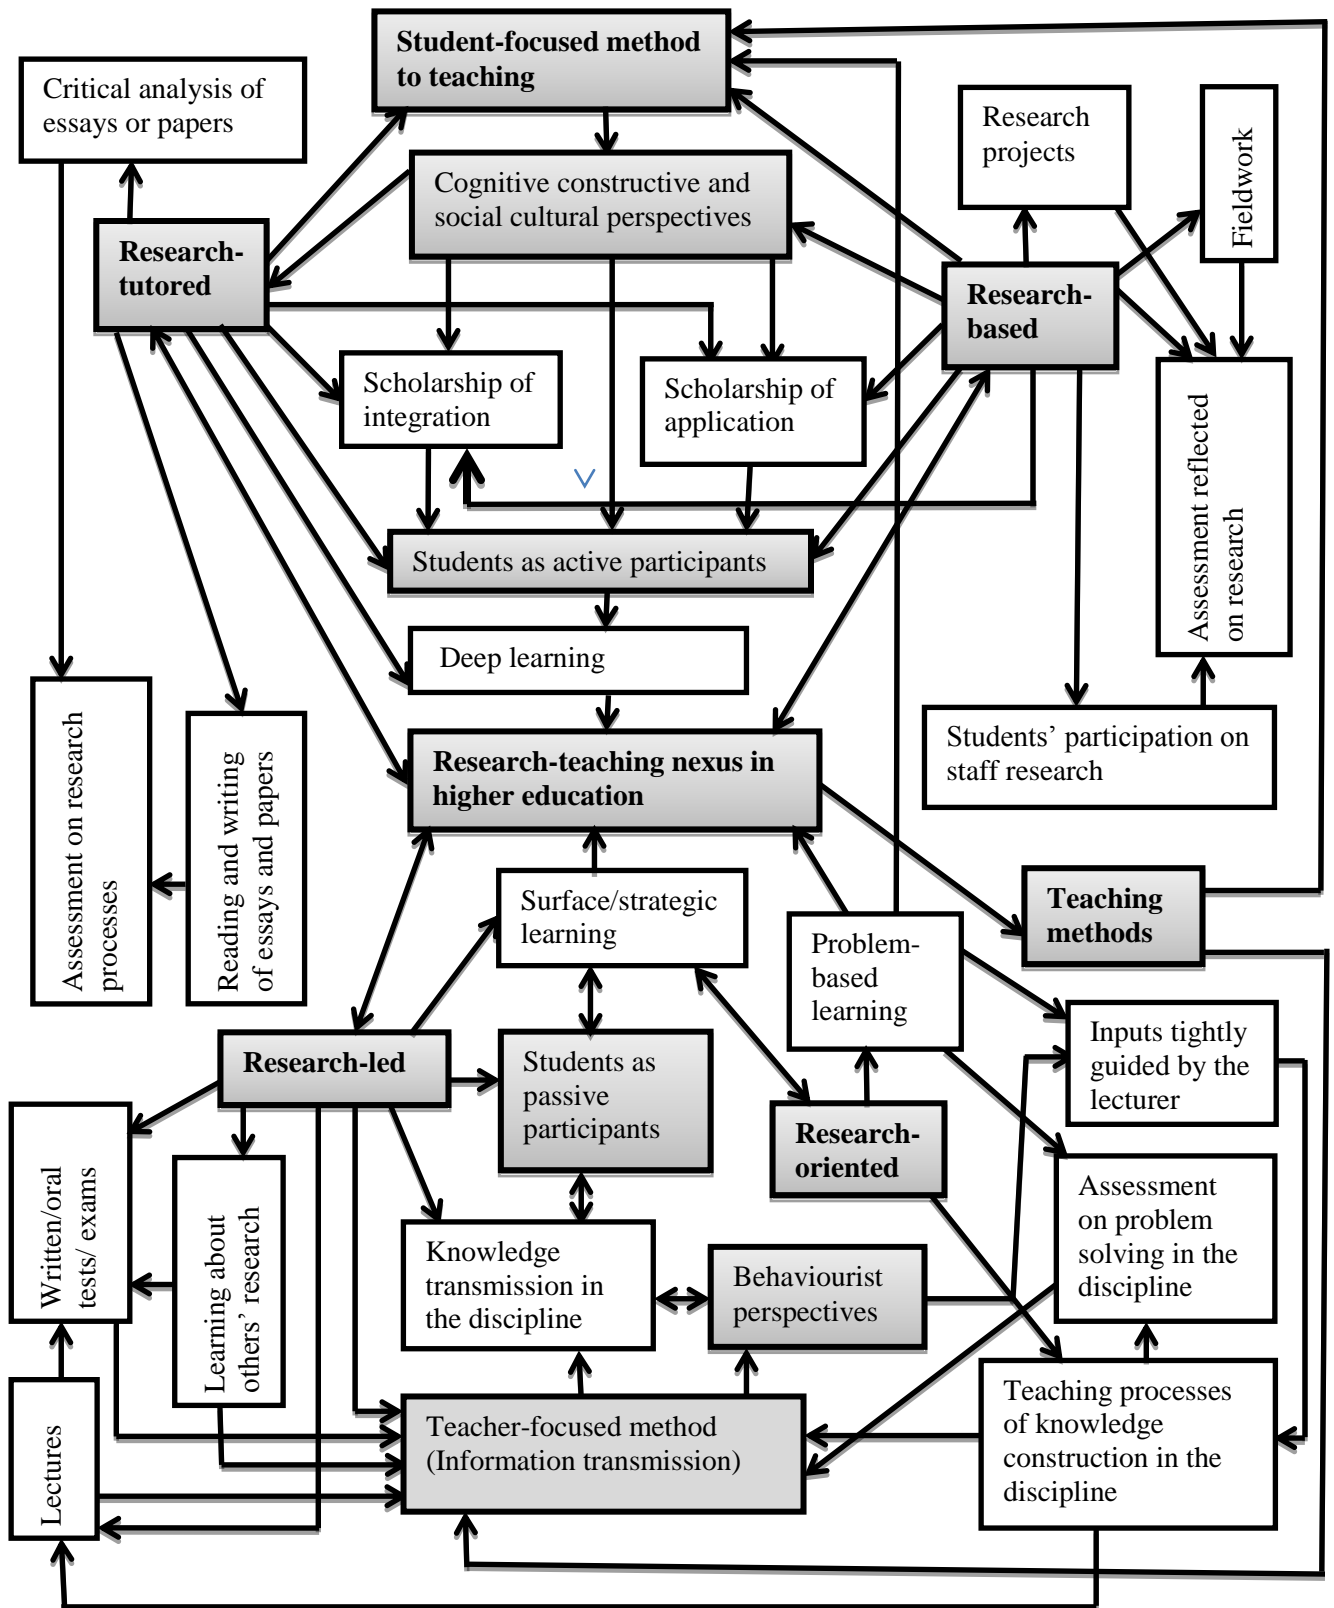 Student-focused method
to teaching
Critical analysis of
essays or papers
Research
projects
Fieldwork
Cognitive constructive and
social cultural perspectives
Research-
tutored
Research-
based
Scholarship of
integration
Scholarship of
application
Assessment reflected
on research
Students as active participants
Deep learning
Assessment on research
processes
Reading and writing
of essays and papers
Research-teaching nexus in
higher education
Students’ participation on
staff research
Surface/strategic
learning
Teaching
methods
Problem-
based
learning
Research-led
Students as
passive
participants
Inputs tightly
guided by the
lecturer
Research-
oriented
Written/oral
tests/ exams
Learning about
others’ research
Assessment
on problem
solving in the
discipline
Knowledge
transmission in
the discipline
Behaviourist
perspectives
Lectures
Teacher-focused method
(Information transmission)
Teaching processes
of knowledge
construction in the
discipline